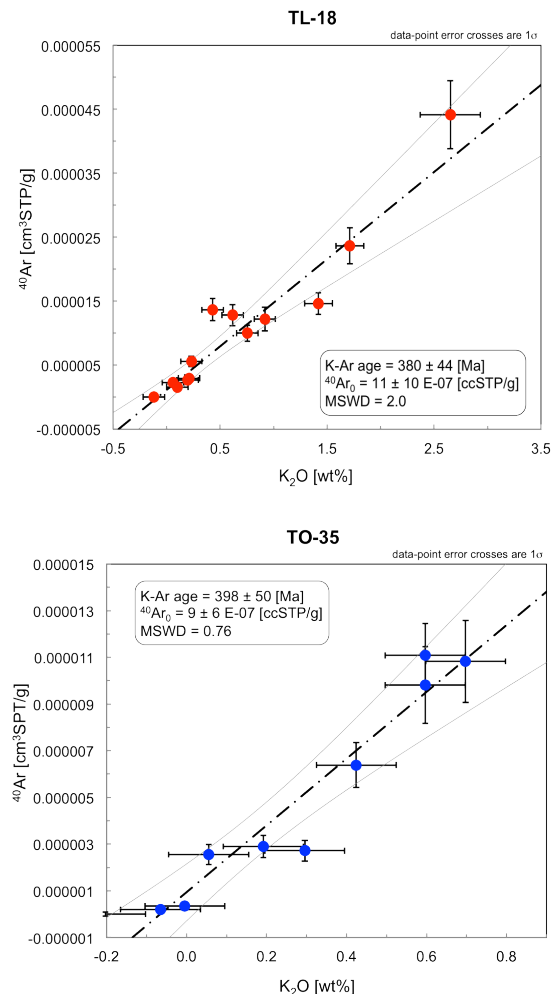 TL-18
data-point error crosses are 1σ
0.000055
0.000045
0.000035
0.000025
0.000015
0.000005
-0.000005
⁴⁰Ar [cm³STP/g]
K-Ar age = 380 ± 44 [Ma]
⁴⁰Ar₀ = 11 ± 10 E-07 [ccSTP/g]
MSWD = 2.0
-0.5 0.5 1.5 2.5 3.5
K₂O [wt%]
TO-35
data-point error crosses are 1σ
0.000015
0.000013
0.000011
0.000009
0.000007
0.000005
0.000003
0.000001
-0.000001
⁴⁰Ar [cm³SPT/g]
K-Ar age = 398 ± 50 [Ma]
⁴⁰Ar₀ = 9 ± 6 E-07 [ccSTP/g]
MSWD = 0.76
-0.2 0.0 0.2 0.4 0.6 0.8
K₂O [wt%]